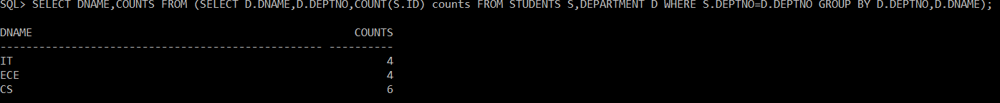 SQL> SELECT DNAME,COUNTS FROM (SELECT D.DNAME,D.DEPTNO,COUNT(S.ID) counts FROM STUDENTS S,DEPARTMENT D WHERE S.DEPTNO=D.DEPTNO GROUP BY D.DEPTNO,D.DNAME);
DNAME                                                  COUNTS
-------------------------------------------------- ----------
IT                                                          4
ECE                                                         4
CS                                                          6